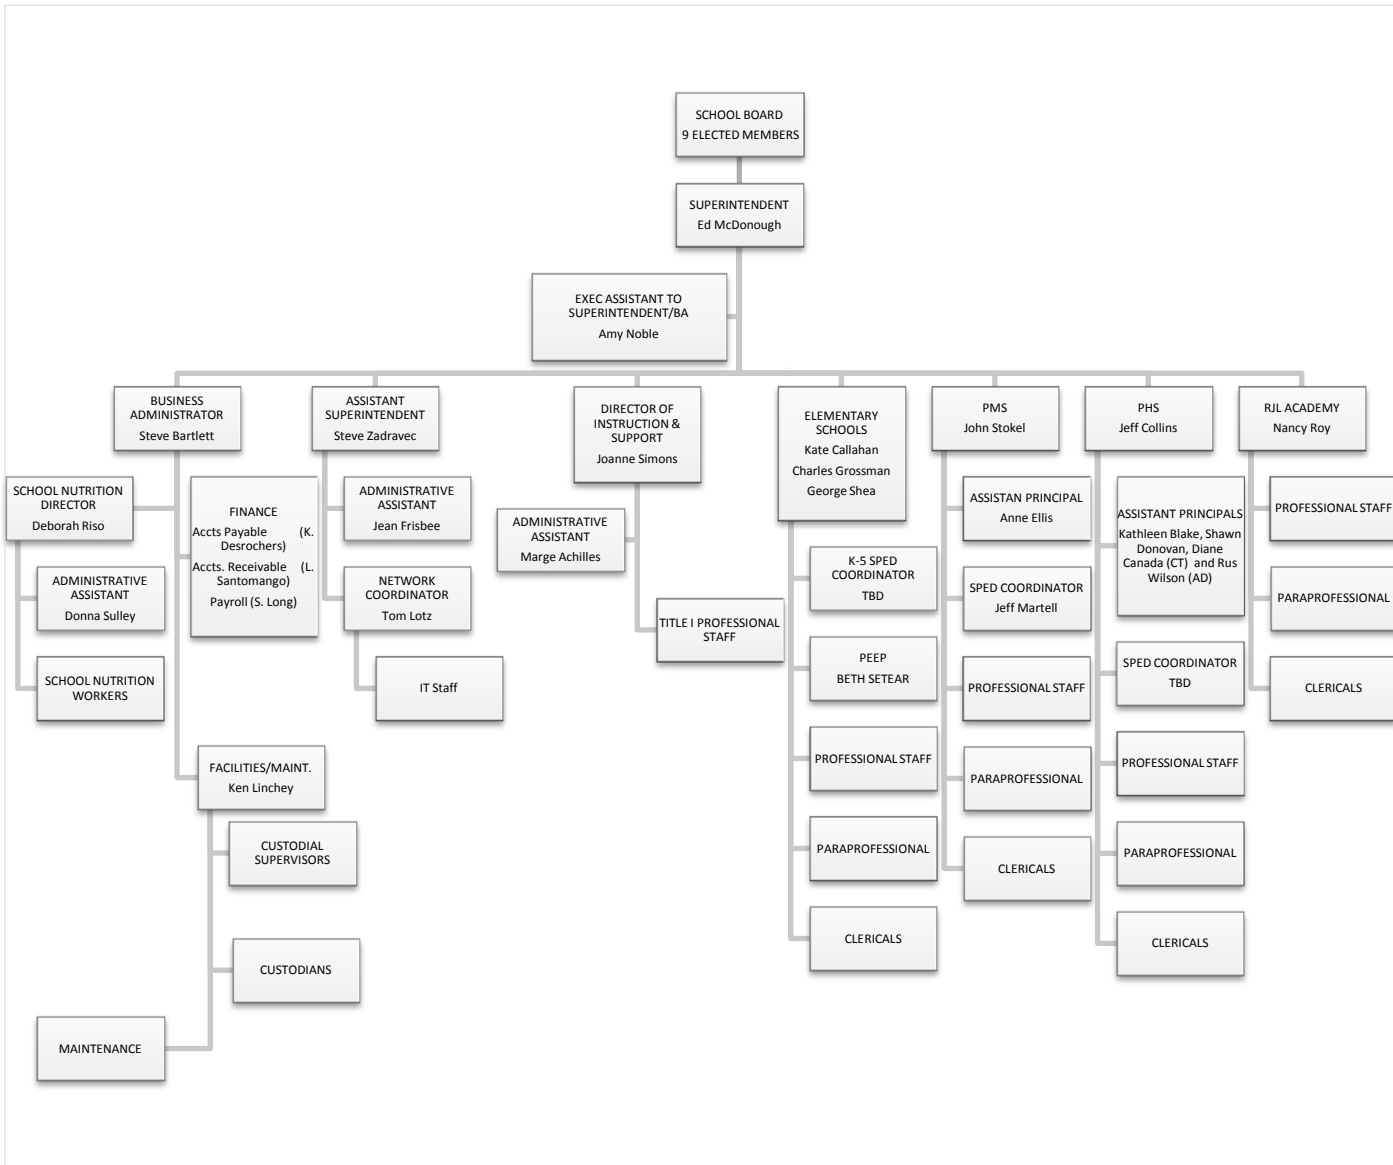 SCHOOL BOARD
9 ELECTED MEMBERS
SUPERINTENDENT
Ed McDonough
EXEC ASSISTANT TO
SUPERINTENDENT/BA
Amy Noble
BUSINESS
ADMINISTRATOR
Steve Bartlett
ASSISTANT
SUPERINTENDENT
Steve Zadravec
DIRECTOR OF
INSTRUCTION &
SUPPORT
Joanne Simons
ELEMENTARY
SCHOOLS
Kate Callahan
Charles Grossman
George Shea
PMS
John Stokel
PHS
Jeff Collins
RJL ACADEMY
Nancy Roy
SCHOOL NUTRITION
DIRECTOR
Deborah Riso
ADMINISTRATIVE
ASSISTANT
Donna Sulley
SCHOOL NUTRITION
WORKERS
FINANCE
Accts Payable (K.
Desrochers)
Accts. Receivable (L.
Santomango)
Payroll (S. Long)
FACILITIES/MAINT.
Ken Linchey
CUSTODIAL
SUPERVISORS
CUSTODIANS
MAINTENANCE
ADMINISTRATIVE
ASSISTANT
Jean Frisbee
NETWORK
COORDINATOR
Tom Lotz
IT Staff
ADMINISTRATIVE
ASSISTANT
Marge Achilles
TITLE I PROFESSIONAL
STAFF
K-5 SPED
COORDINATOR
TBD
PEEP
BETH SETEAR
PROFESSIONAL STAFF
PARAPROFESSIONAL
CLERICALS
ASSISTAN PRINCIPAL
Anne Ellis
SPED COORDINATOR
Jeff Martell
PROFESSIONAL STAFF
PARAPROFESSIONAL
CLERICALS
ASSISTANT PRINCIPALS
Kathleen Blake, Shawn
Donovan, Diane
Canada (CT) and Rus
Wilson (AD)
SPED COORDINATOR
TBD
PROFESSIONAL STAFF
PARAPROFESSIONAL
CLERICALS
PROFESSIONAL STAFF
PARAPROFESSIONAL
CLERICALS